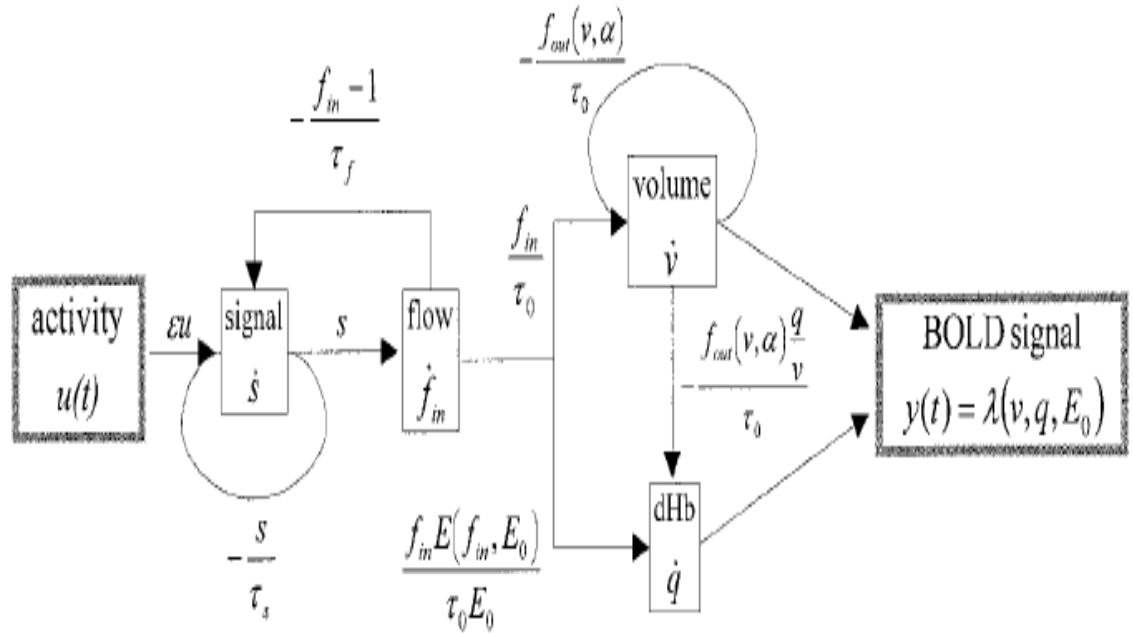 activity
u(t)
εu
signal
ṡ
-s/τ_s
-(f_in −1)/τ_f
s
flow
ḟ_in
f_in/τ_0
f_in E(f_in, E_0)/τ_0 E_0
-f_out(v, α)/τ_0
volume
v̇
-f_out(v, α) q/v/τ_0
dHb
q̇
BOLD signal
y(t) = λ(v, q, E_0)